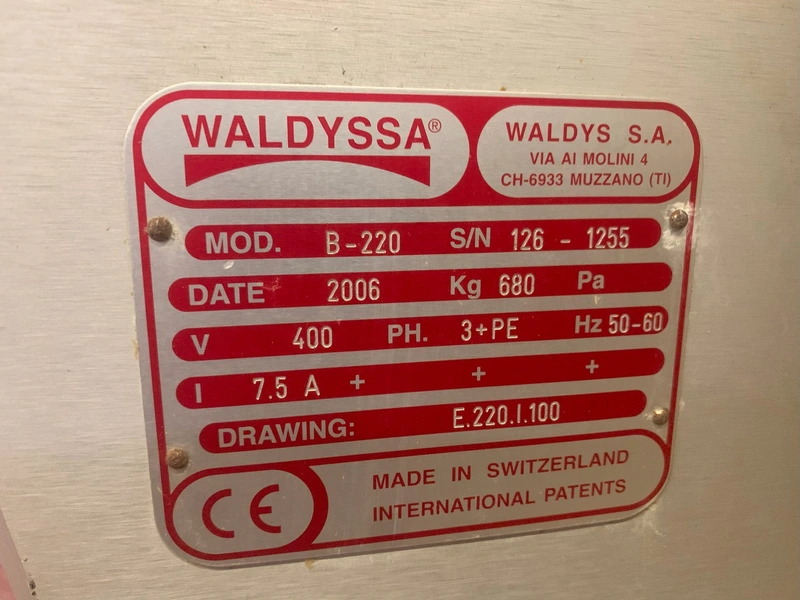 WALDYSSA®
WALDYS S.A.
VIA AI MOLINI 4
CH-6933 MUZZANO (TI)
MOD. B-220 S/N 126 - 1255
DATE 2006 Kg 680 Pa
V 400 PH. 3+PE Hz 50-60
I 7.5 A + + +
DRAWING: E.220.I.100
CE
MADE IN SWITZERLAND
INTERNATIONAL PATENTS